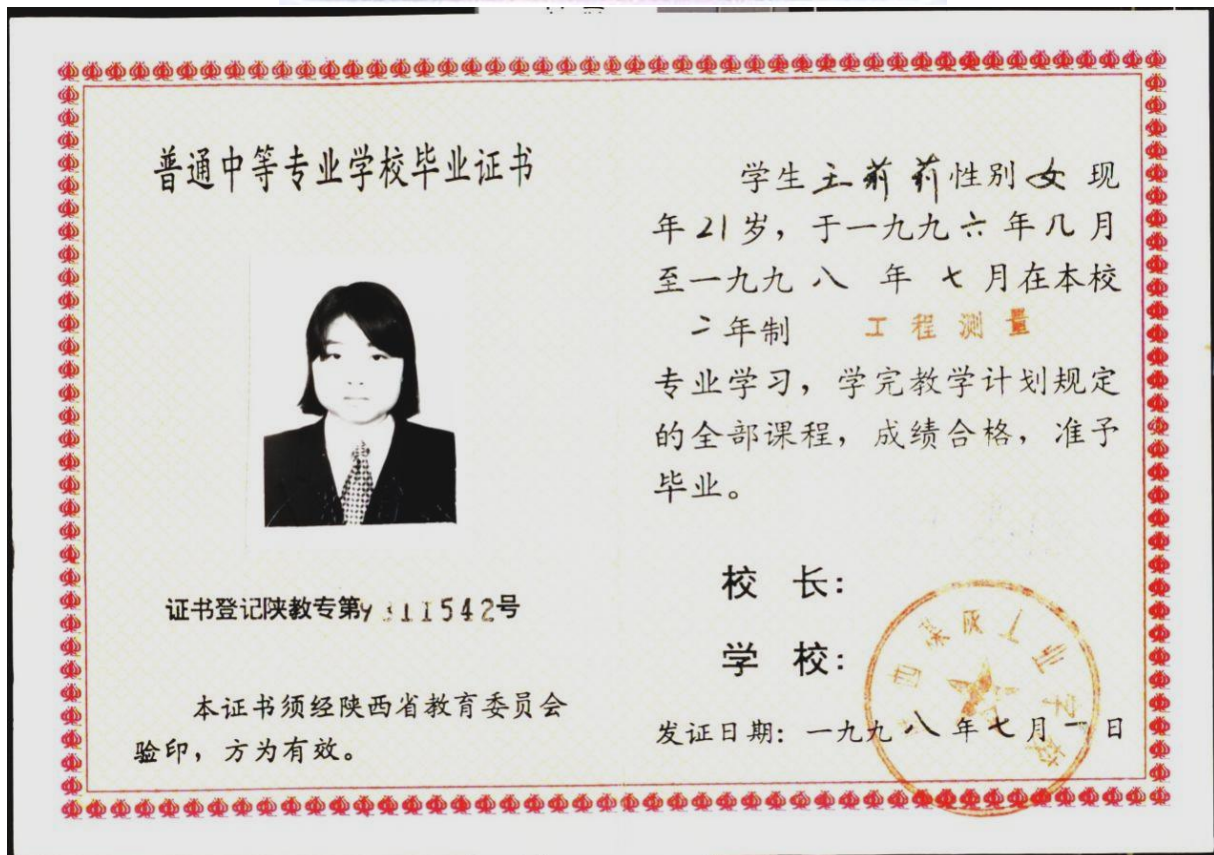 普通中等专业学校毕业证书
证书登记陕教专第9311542号
本证书须经陕西省教育委员会
验印，方为有效。
学生王莉莉性别女 现
年21岁，于一九九六年九月
至一九九八年七月在本校
二年制 工程测量
专业学习，学完教学计划规定
的全部课程，成绩合格，准予
毕业。
校 长：
学 校：
发证日期：一九九八年七月一日